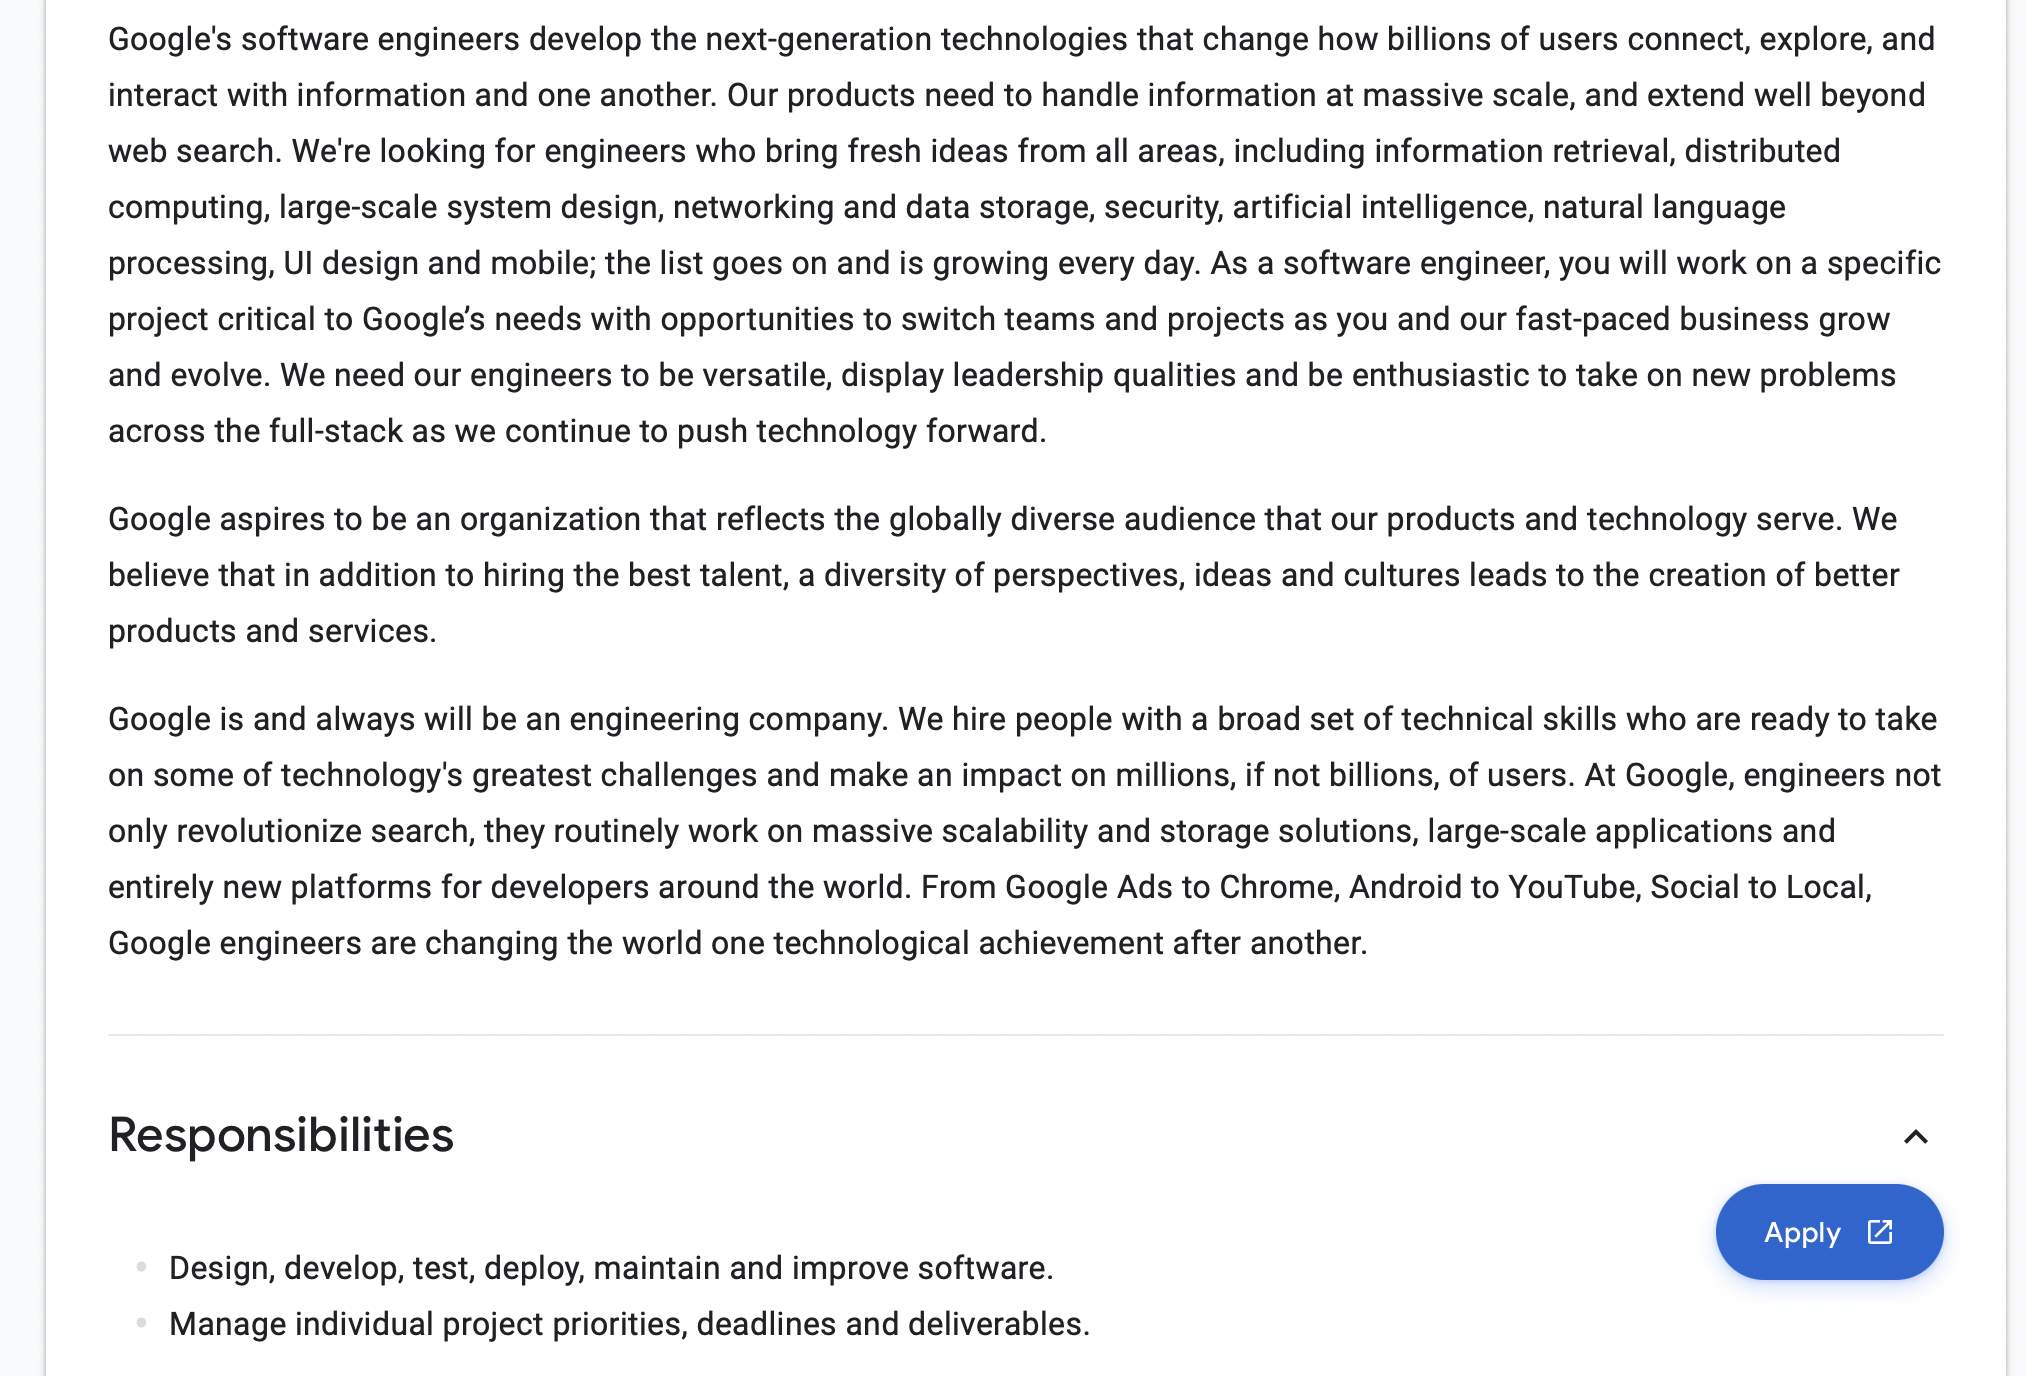 Google's software engineers develop the next-generation technologies that change how billions of users connect, explore, and
interact with information and one another. Our products need to handle information at massive scale, and extend well beyond
web search. We're looking for engineers who bring fresh ideas from all areas, including information retrieval, distributed
computing, large-scale system design, networking and data storage, security, artificial intelligence, natural language
processing, UI design and mobile; the list goes on and is growing every day. As a software engineer, you will work on a specific
project critical to Google’s needs with opportunities to switch teams and projects as you and our fast-paced business grow
and evolve. We need our engineers to be versatile, display leadership qualities and be enthusiastic to take on new problems
across the full-stack as we continue to push technology forward.
Google aspires to be an organization that reflects the globally diverse audience that our products and technology serve. We
believe that in addition to hiring the best talent, a diversity of perspectives, ideas and cultures leads to the creation of better
products and services.
Google is and always will be an engineering company. We hire people with a broad set of technical skills who are ready to take
on some of technology's greatest challenges and make an impact on millions, if not billions, of users. At Google, engineers not
only revolutionize search, they routinely work on massive scalability and storage solutions, large-scale applications and
entirely new platforms for developers around the world. From Google Ads to Chrome, Android to YouTube, Social to Local,
Google engineers are changing the world one technological achievement after another.
Responsibilities
Apply
Design, develop, test, deploy, maintain and improve software.
Manage individual project priorities, deadlines and deliverables.